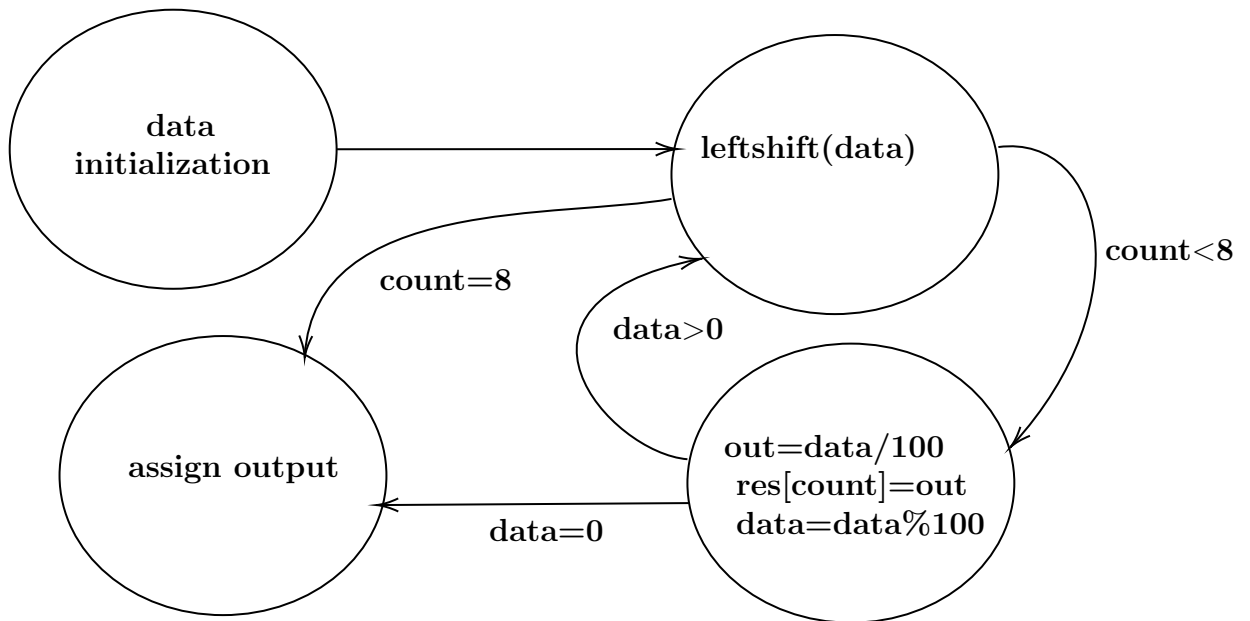 data
initialization
leftshift(data)
count<8
count=8
data>0
out=data/100
res[count]=out
data=data%100
assign output
data=0